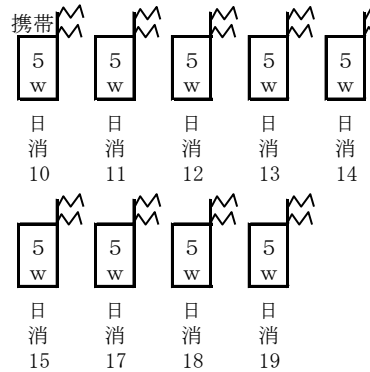 携帯
5 5 5 5 5
W W W W W
日 日 日 日 日
消 消 消 消 消
10 11 12 13 14
5 5 5 5
W W W W
日 日 日 日
消 消 消 消
15 17 18 19